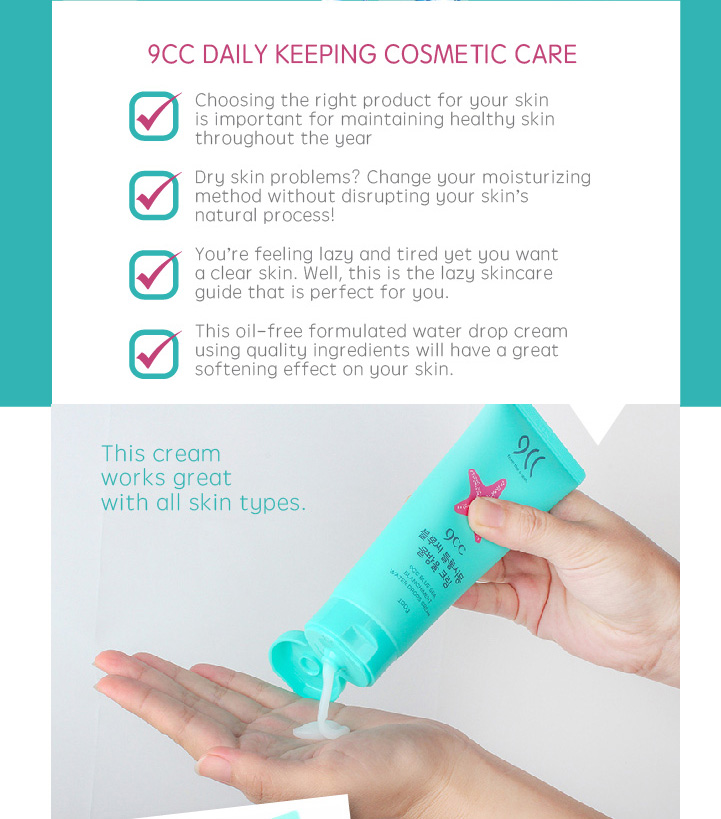 9CC DAILY KEEPING COSMETIC CARE
Choosing the right product for your skin
is important for maintaining healthy skin
throughout the year
Dry skin problems? Change your moisturizing
method without disrupting your skin's
natural process!
You're feeling lazy and tired yet you want
a clear skin. Well, this is the lazy skincare
guide that is perfect for you.
This oil-free formulated water drop cream
using quality ingredients will have a great
softening effect on your skin.
This cream
works great
with all skin types.
9CC
9CC